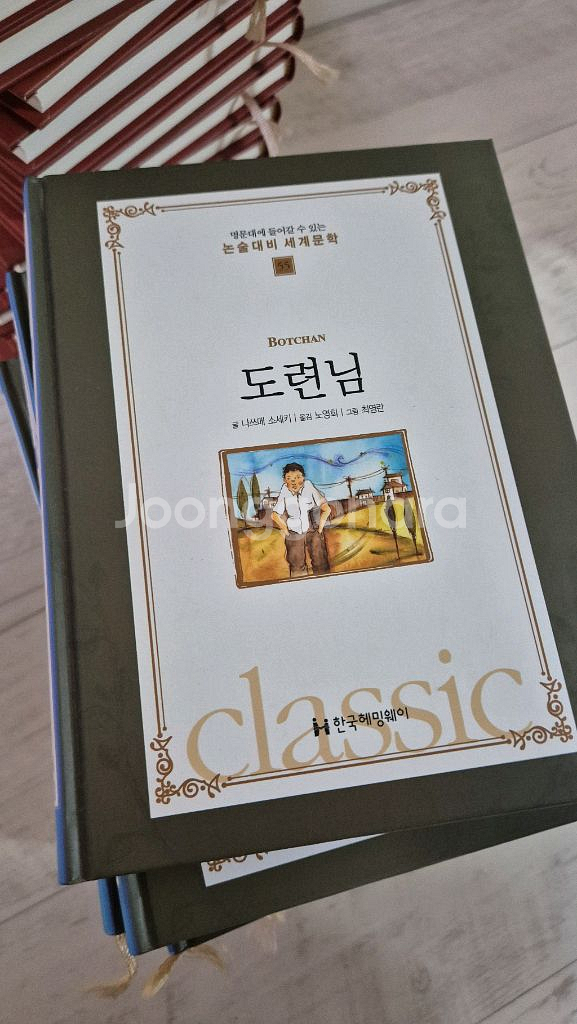 명문대에 들어갈 수 있는
논술대비 세계문학
55
BOTCHAN
도련님
글 나쓰메 소세키 | 옮김 노영희 | 그림 최영란
Joonggonara
classic
한국헤밍웨이